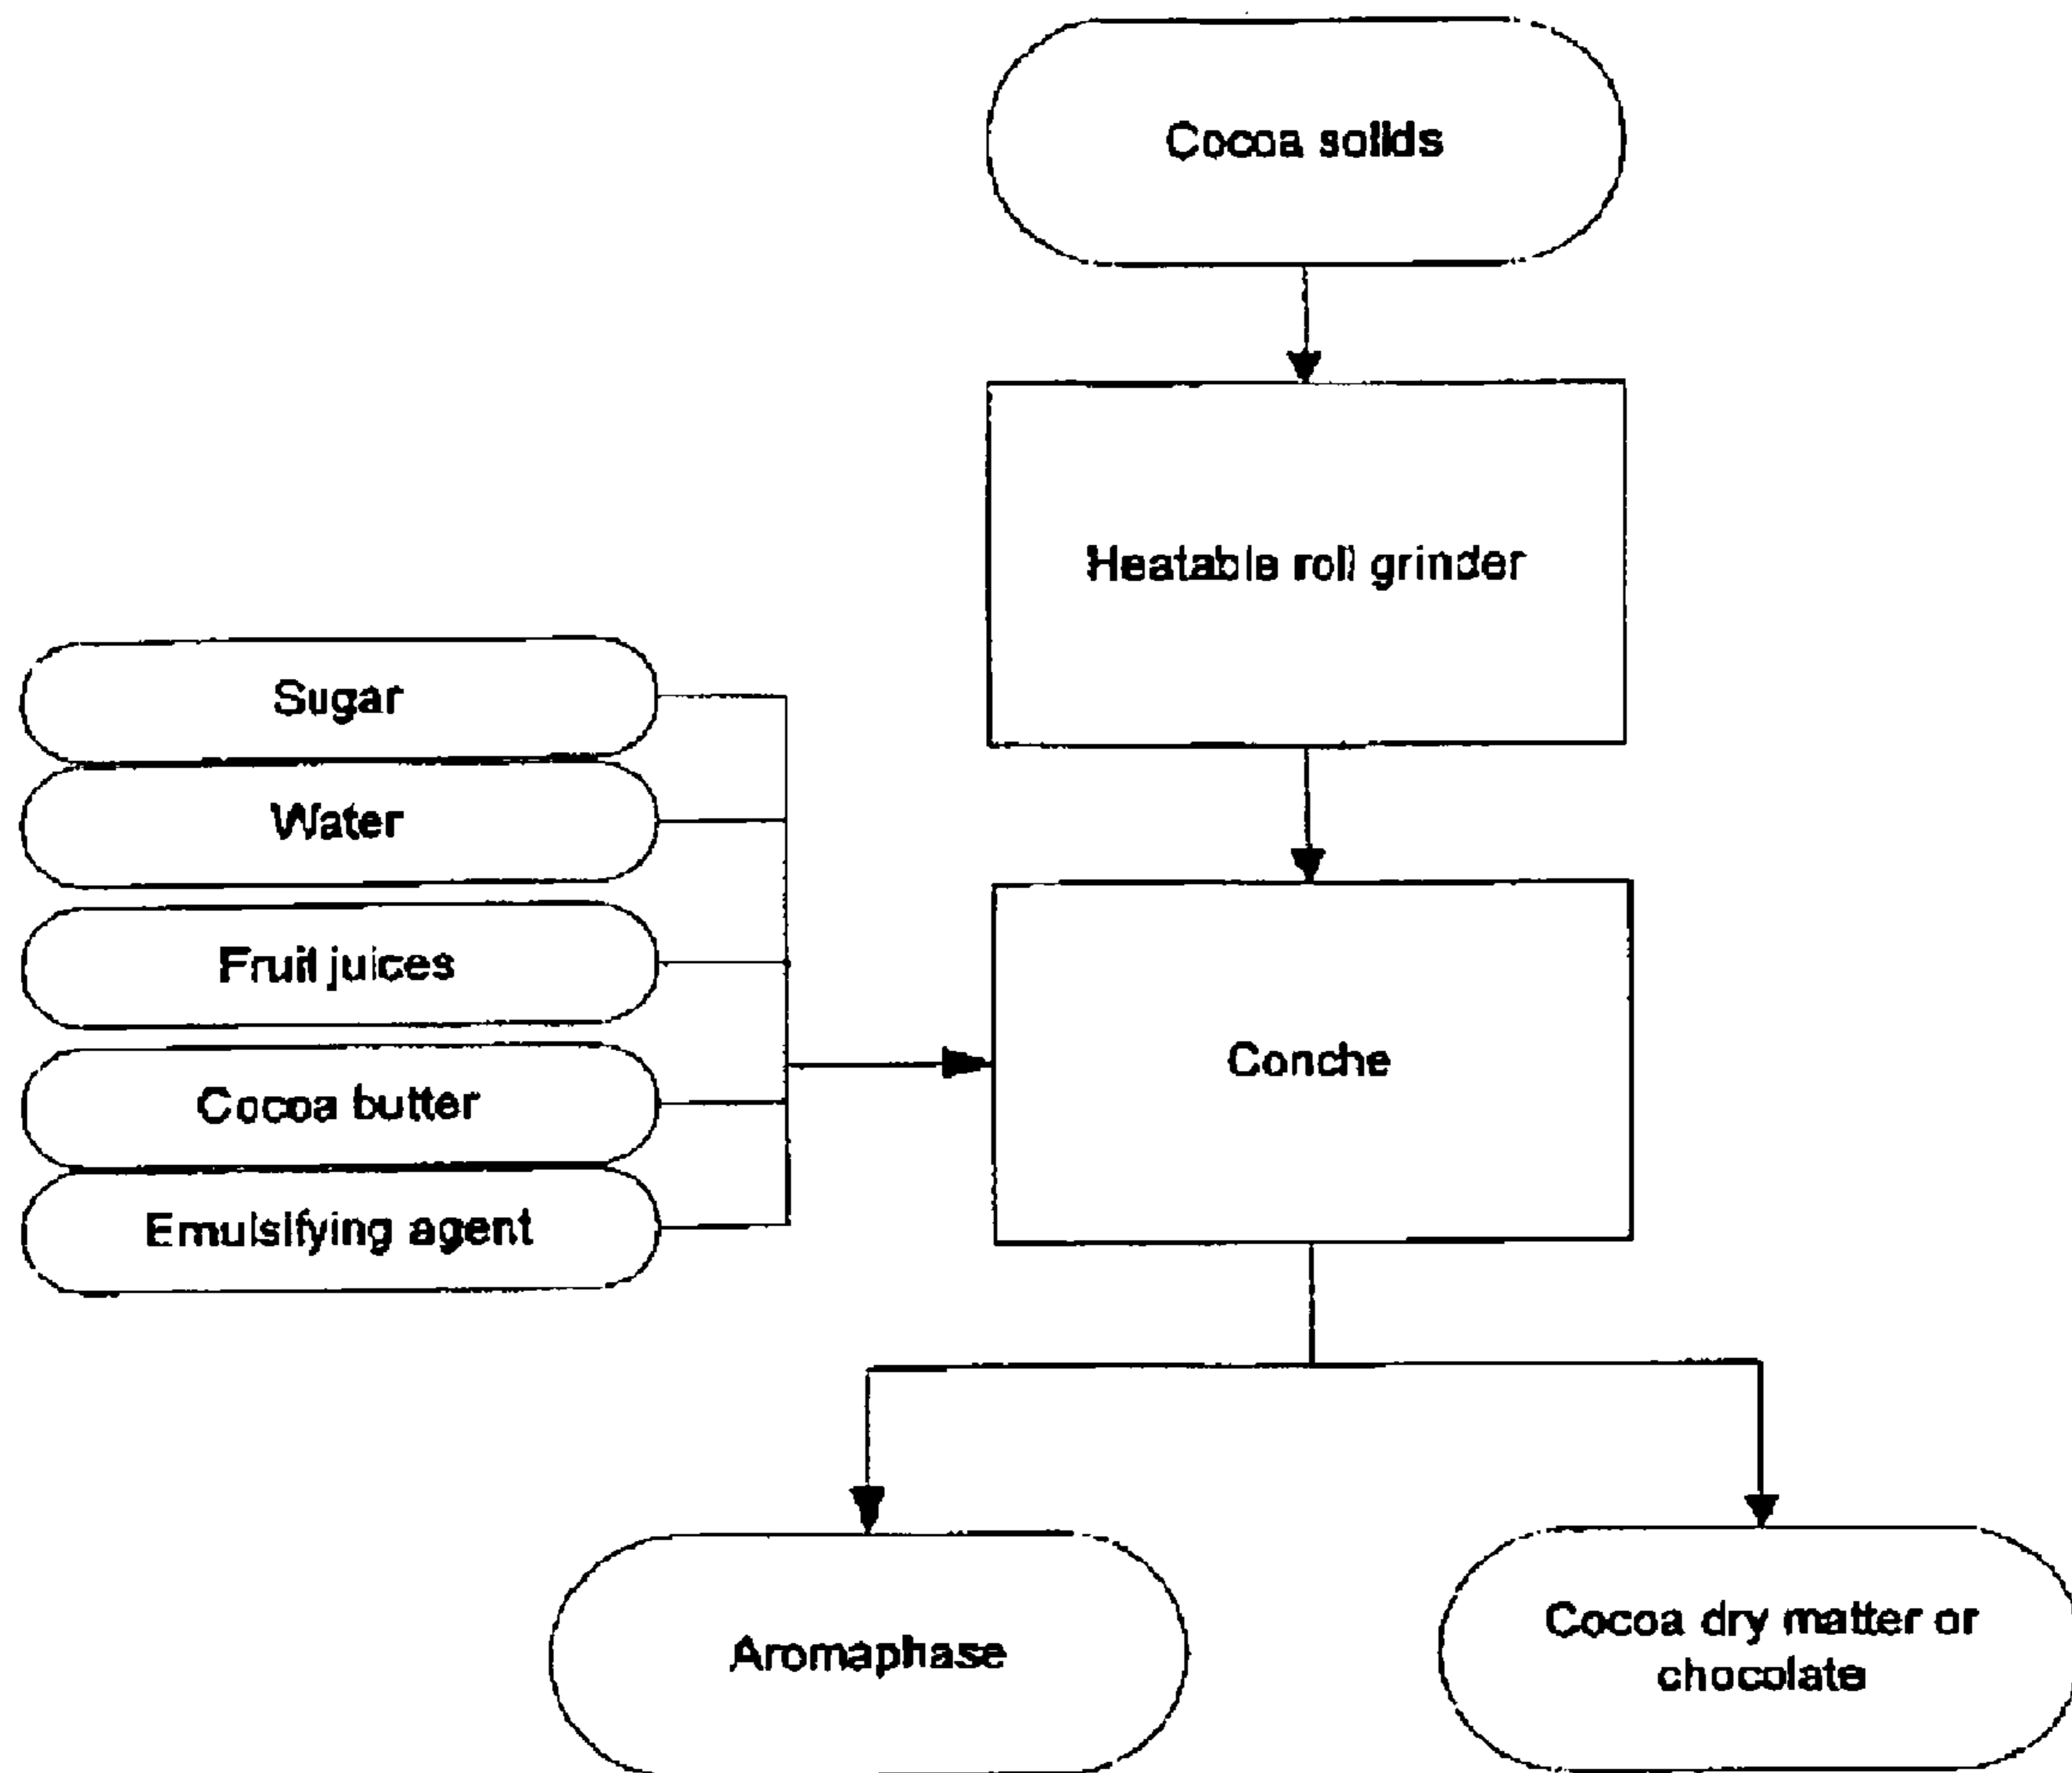 Cocoa solids
Heatable roll grinder
Sugar
Water
Fruit juices
Cocoa butter
Emulsifying agent
Conche
Aromaphase
Cocoa dry matter or
chocolate